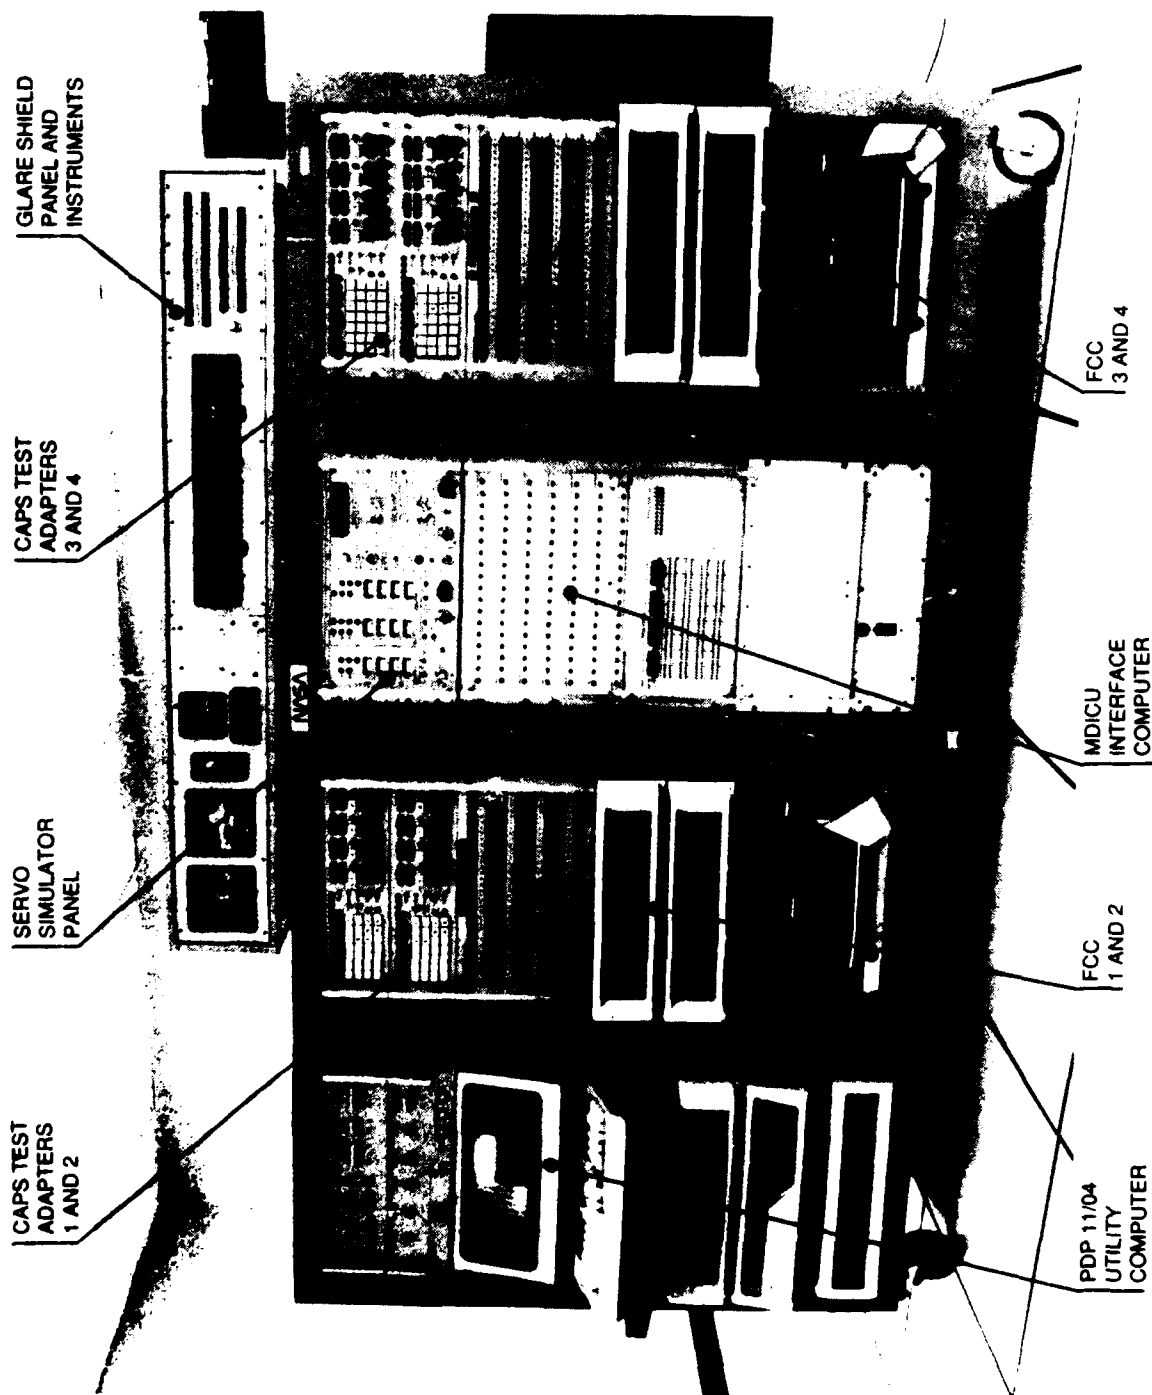 CAPS TEST
ADAPTERS
1 AND 2
SERVO
SIMULATOR
PANEL
CAPS TEST
ADAPTERS
3 AND 4
GLARE SHIELD
PANEL AND
INSTRUMENTS
NASA
PDP 11/04
UTILITY
COMPUTER
FCC
1 AND 2
MDICU
INTERFACE
COMPUTER
FCC
3 AND 4